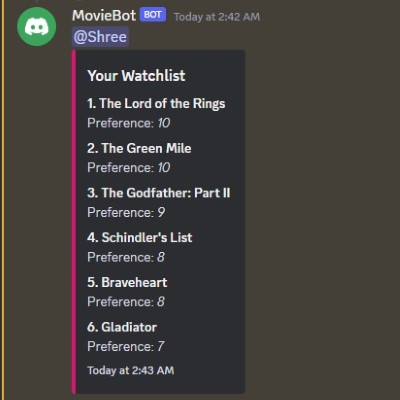 MovieBot BOT Today at 2:42 AM
@Shree
Your Watchlist
1. The Lord of the Rings
Preference: 10
2. The Green Mile
Preference: 10
3. The Godfather: Part II
Preference: 9
4. Schindler's List
Preference: 8
5. Braveheart
Preference: 8
6. Gladiator
Preference: 7
Today at 2:43 AM